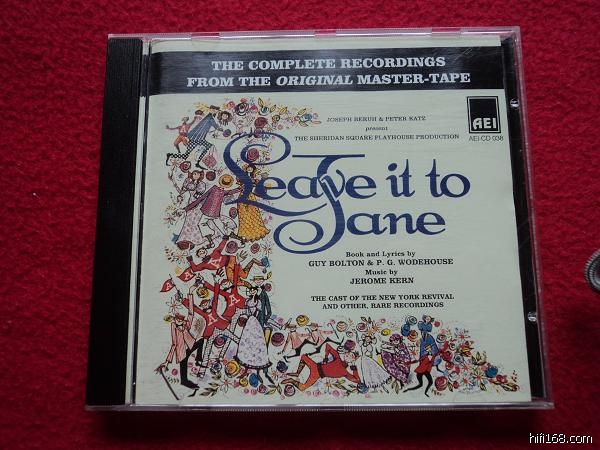 THE COMPLETE RECORDINGS
FROM THE ORIGINAL MASTER-TAPE
AEI
AEI-CD 038
JOSEPH BERUH & PETER KATZ
present
THE SHERIDAN SQUARE PLAYHOUSE PRODUCTION
Leave it to
Jane
Book and Lyrics by
GUY BOLTON & P. G. WODEHOUSE
Music by
JEROME KERN
THE CAST OF THE NEW YORK REVIVAL
AND OTHER, RARE RECORDINGS
A
A
A
hifi168.com